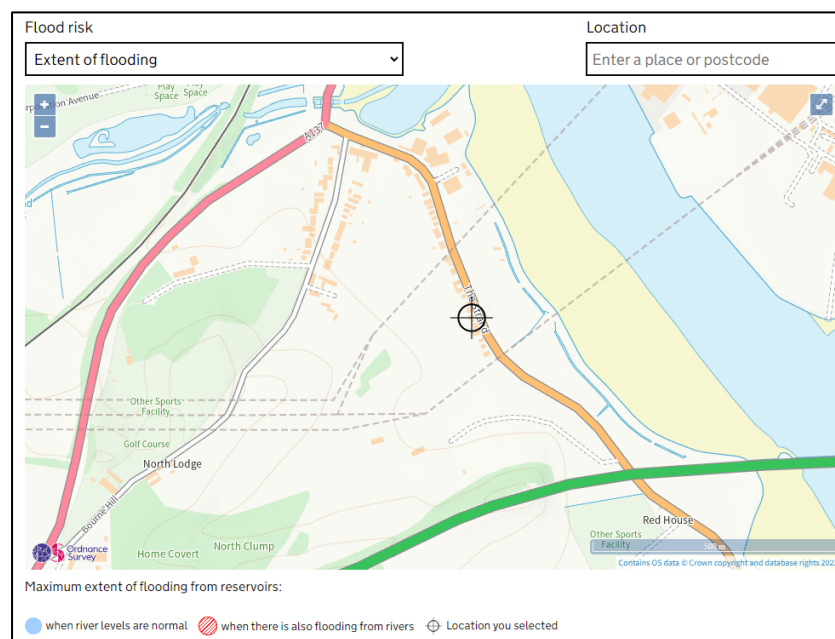 Flood risk
Location
Extent of flooding
Enter a place or postcode
Play
Space
Play
Space
rporation Avenue
+
−
A137
The Strand
Other Sports
Facility
Golf Course
North Lodge
Bourne Hill
Red House
Ordnance
Survey
Home Covert
North Clump
Other Sports
Facility
500 m
Contains OS data © Crown copyright and database rights 202
Maximum extent of flooding from reservoirs:
when river levels are normal
when there is also flooding from rivers
Location you selected